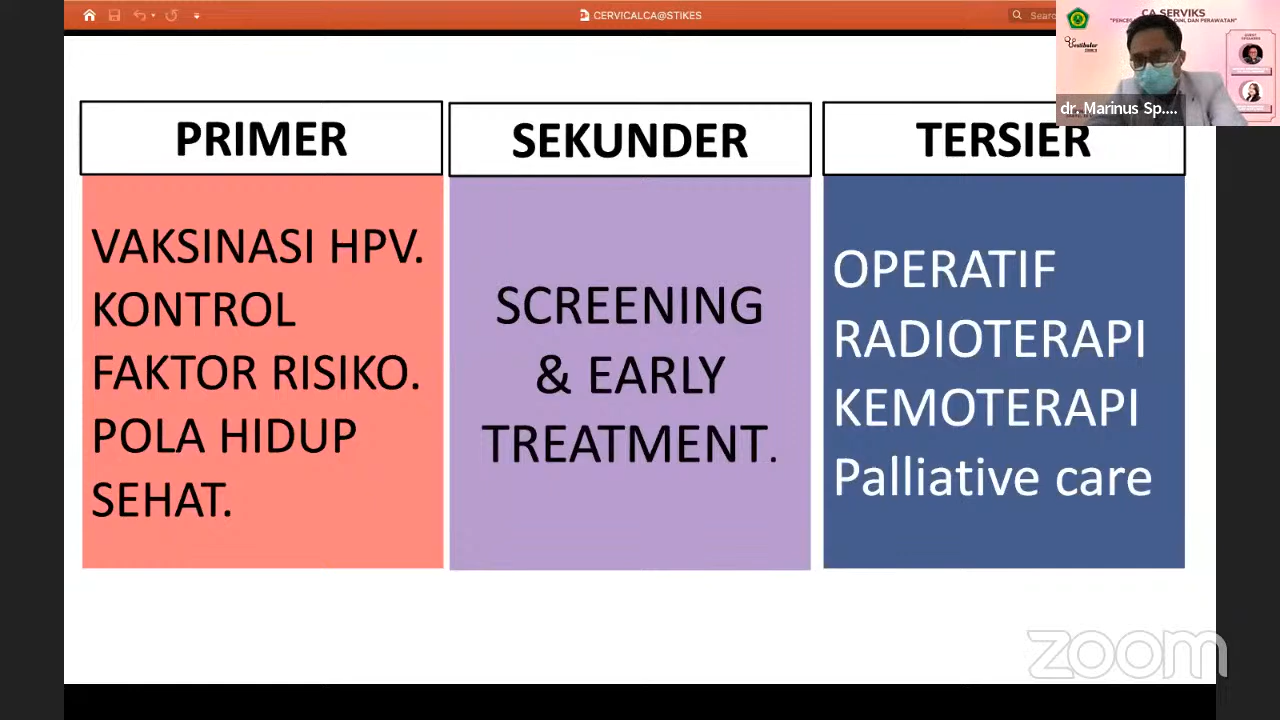 CERVICALCA@STIKES
CA SERVIKS
dr. Marinus Sp....
PRIMER
SEKUNDER
TERSIER
VAKSINASI HPV.
KONTROL
FAKTOR RISIKO.
POLA HIDUP
SEHAT.
SCREENING
& EARLY
TREATMENT.
OPERATIF
RADIOTERAPI
KEMOTERAPI
Palliative care
zoom